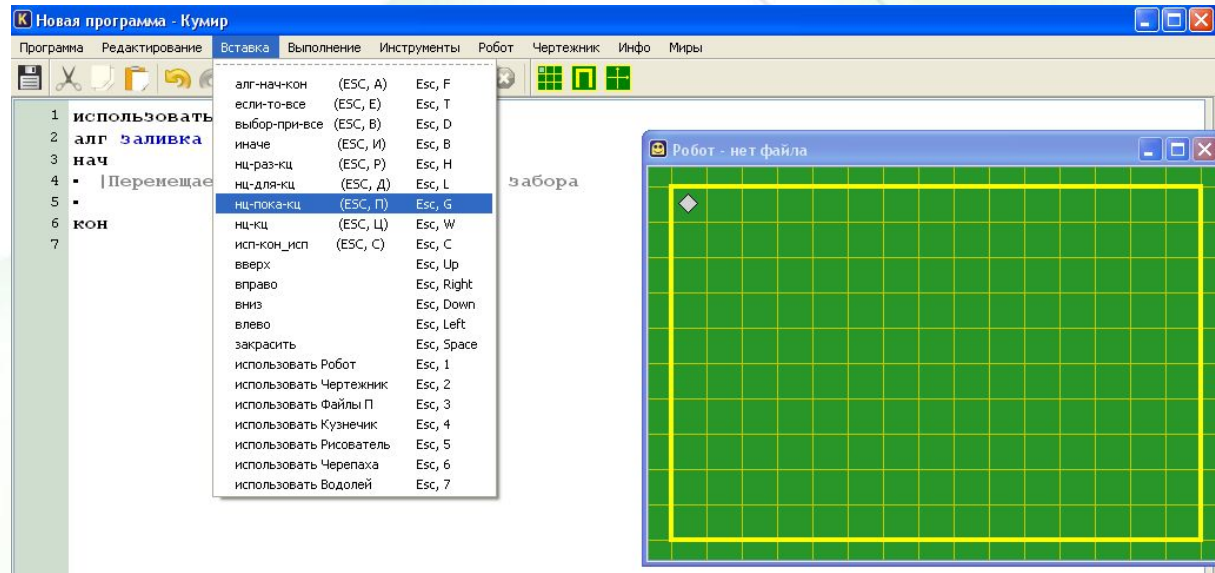 Новая программа - Кумир
Программа Редактирование Вставка Выполнение Инструменты Робот Чертежник Инфо Миры
алг-нач-кон (ESC, А) Esc, F
если-то-все (ESC, Е) Esc, T
выбор-при-все (ESC, В) Esc, D
иначе (ESC, И) Esc, B
нц-раз-кц (ESC, Р) Esc, H
нц-для-кц (ESC, Д) Esc, L
нц-пока-кц (ESC, П) Esc, G
нц-кц (ESC, Ц) Esc, W
исп-кон_исп (ESC, С) Esc, C
вверх Esc, Up
вправо Esc, Right
вниз Esc, Down
влево Esc, Left
закрасить Esc, Space
использовать Робот Esc, 1
использовать Чертежник Esc, 2
использовать Файлы П Esc, 3
использовать Кузнечик Esc, 4
использовать Рисователь Esc, 5
использовать Черепаха Esc, 6
использовать Водолей Esc, 7
1 использовать
2 алг заливка
3 нач
4 |Перемещае забора
5
6 кон
7
Робот - нет файла